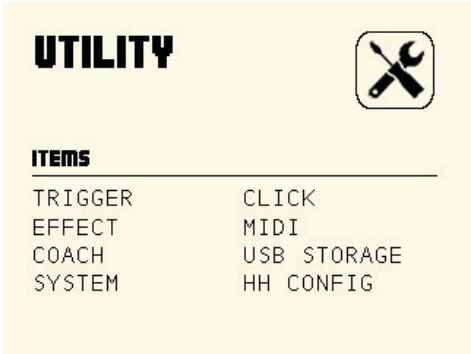 UTILITY
ITEMS
TRIGGER CLICK
EFFECT MIDI
COACH USB STORAGE
SYSTEM HH CONFIG